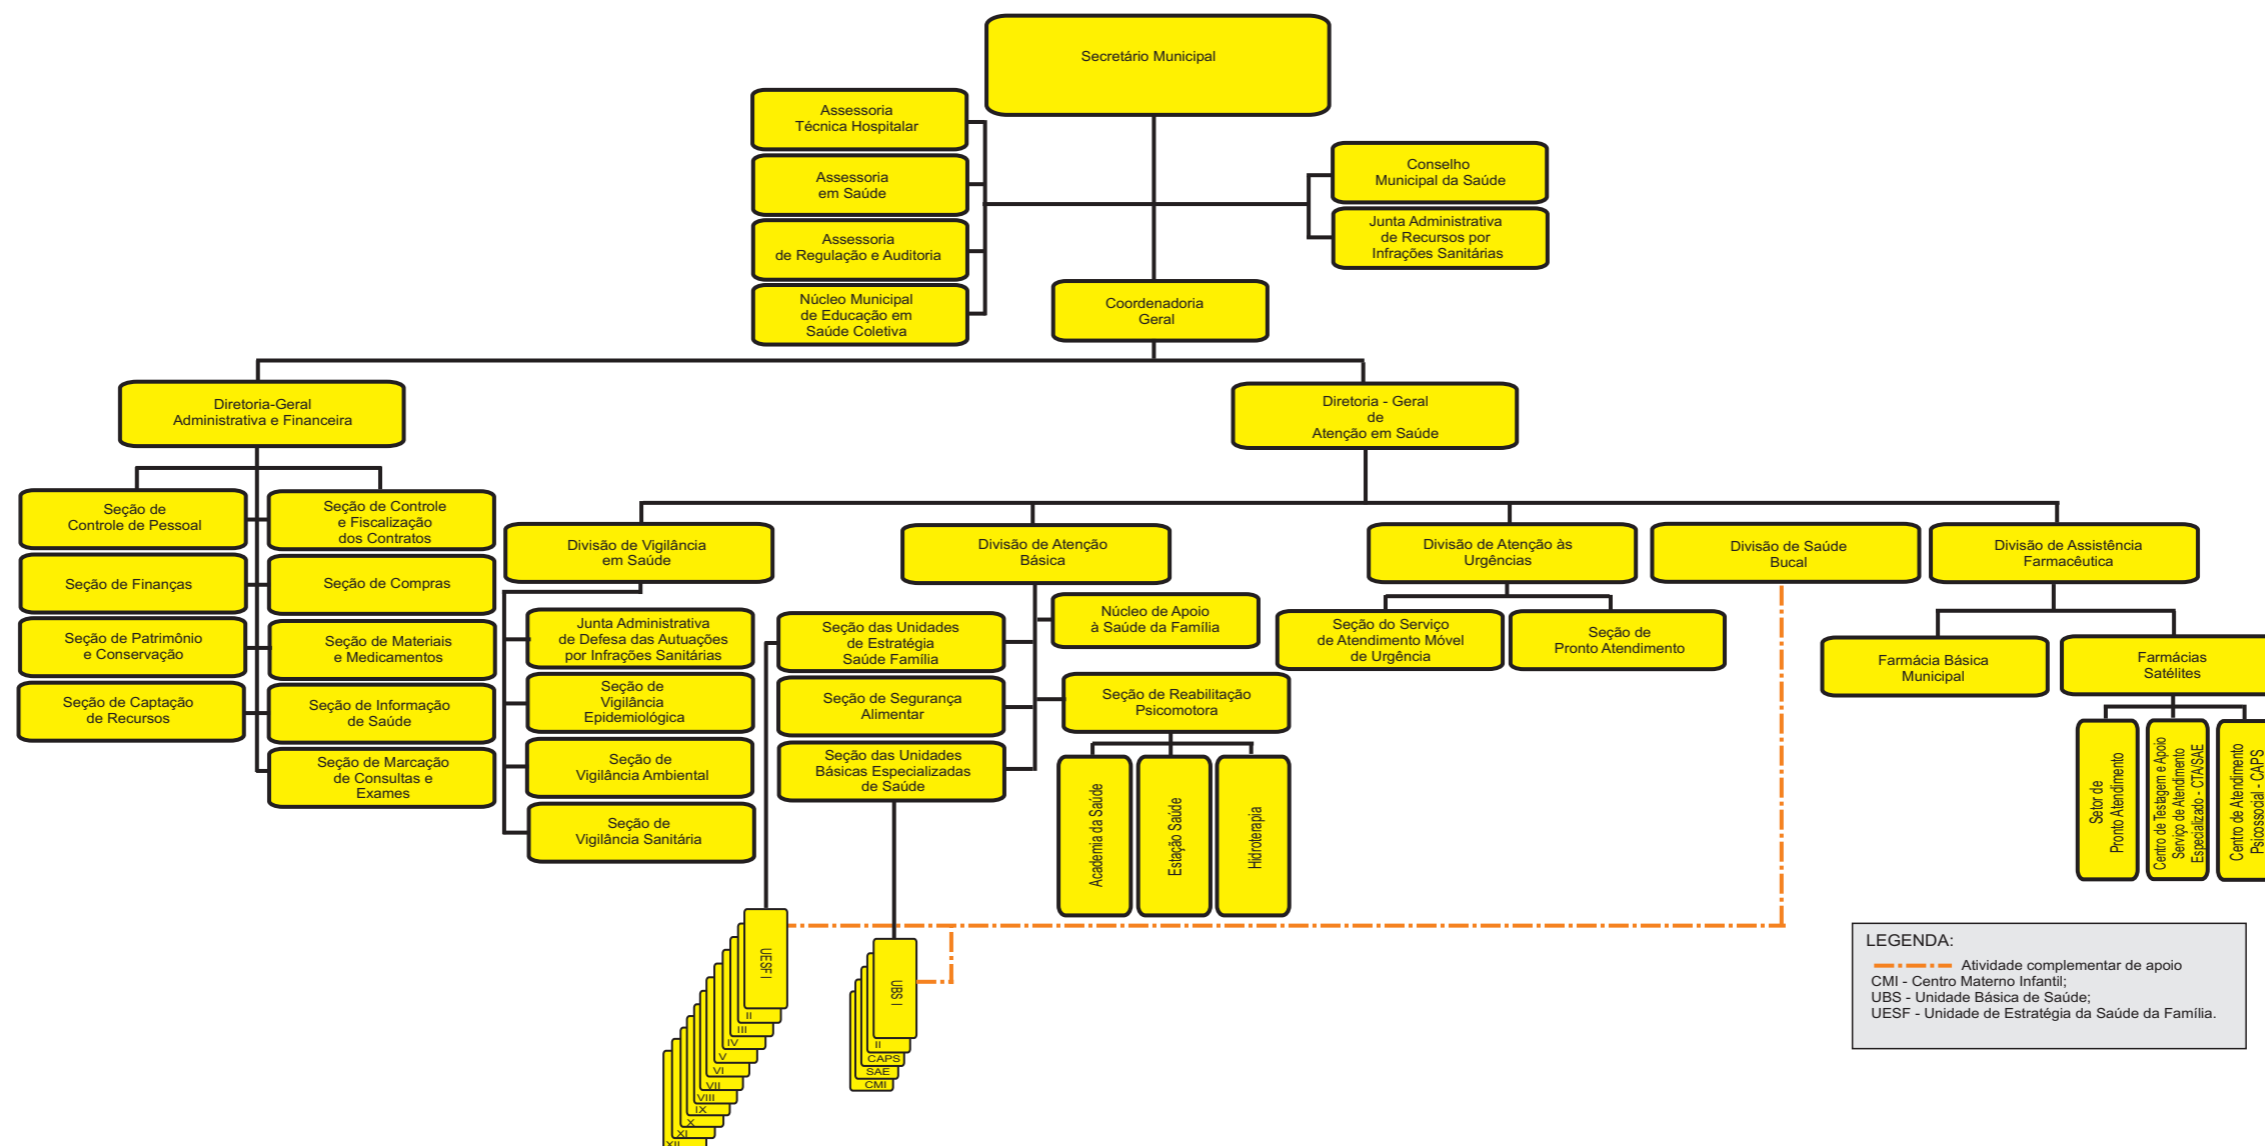 Secretário Municipal
Assessoria
Técnica Hospitalar
Assessoria
em Saúde
Assessoria
de Regulação e Auditoria
Núcleo Municipal
de Educação em
Saúde Coletiva
Conselho
Municipal da Saúde
Junta Administrativa
de Recursos por
Infrações Sanitárias
Coordenadoria
Geral
Diretoria-Geral
Administrativa e Financeira
Diretoria - Geral
de
Atenção em Saúde
Seção de
Controle de Pessoal
Seção de Controle
e Fiscalização
dos Contratos
Seção de Finanças
Seção de Compras
Seção de Patrimônio
e Conservação
Seção de Materiais
e Medicamentos
Seção de Captação
de Recursos
Seção de Informação
de Saúde
Seção de Marcação
de Consultas e
Exames
Divisão de Vigilância
em Saúde
Junta Administrativa
de Defesa das Autuações
por Infrações Sanitárias
Seção de
Vigilância
Epidemiológica
Seção de
Vigilância Ambiental
Seção de
Vigilância Sanitária
Divisão de Atenção
Básica
Seção das Unidades
de Estratégia
Saúde Família
Seção de Segurança
Alimentar
Seção das Unidades
Básicas Especializadas
de Saúde
Núcleo de Apoio
à Saúde da Família
Seção de Reabilitação
Psicomotora
Academia da Saúde
Estação Saúde
Hidroterapia
Divisão de Atenção às
Urgências
Seção do Serviço
de Atendimento Móvel
de Urgência
Seção de
Pronto Atendimento
Divisão de Saúde
Bucal
Divisão de Assistência
Farmacêutica
Farmácia Básica
Municipal
Farmácias
Satélites
Setor de
Pronto Atendimento
Centro de Testagem e Apoio
Serviço de Atendimento
Especializado - CTA/SAE
Centro de Atendimento
Psicossocial - CAPS
UESF I
II
III
IV
V
VI
VII
VIII
IX
X
XI
XII
UBS I
II
CAPS
SAE
CMI
LEGENDA:
Atividade complementar de apoio
CMI - Centro Materno Infantil;
UBS - Unidade Básica de Saúde;
UESF - Unidade de Estratégia da Saúde da Família.